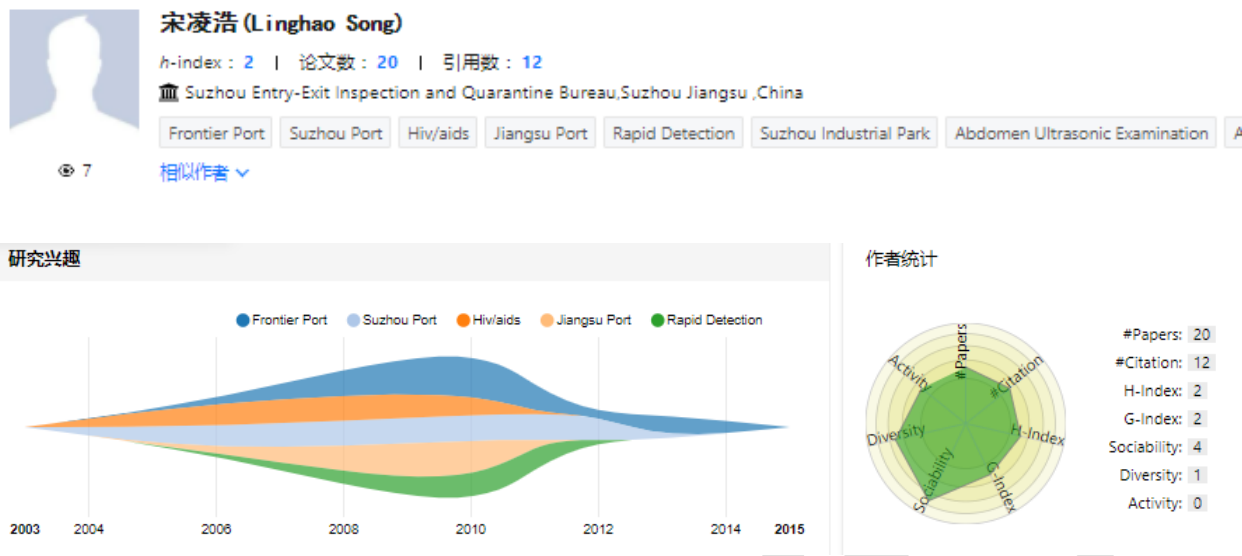 宋凌浩(Linghao Song)
h-index : 2 | 论文数 : 20 | 引用数 : 12
Suzhou Entry-Exit Inspection and Quarantine Bureau,Suzhou Jiangsu ,China
Frontier Port Suzhou Port Hiv/aids Jiangsu Port Rapid Detection Suzhou Industrial Park Abdomen Ultrasonic Examination A
7 相似作者
研究兴趣
Frontier Port Suzhou Port Hiv/aids Jiangsu Port Rapid Detection
2003 2004 2006 2008 2010 2012 2014 2015
作者统计
#Papers
#Citation
H-Index
G-Index
Sociability
Diversity
Activity
#Papers: 20
#Citation: 12
H-Index: 2
G-Index: 2
Sociability: 4
Diversity: 1
Activity: 0